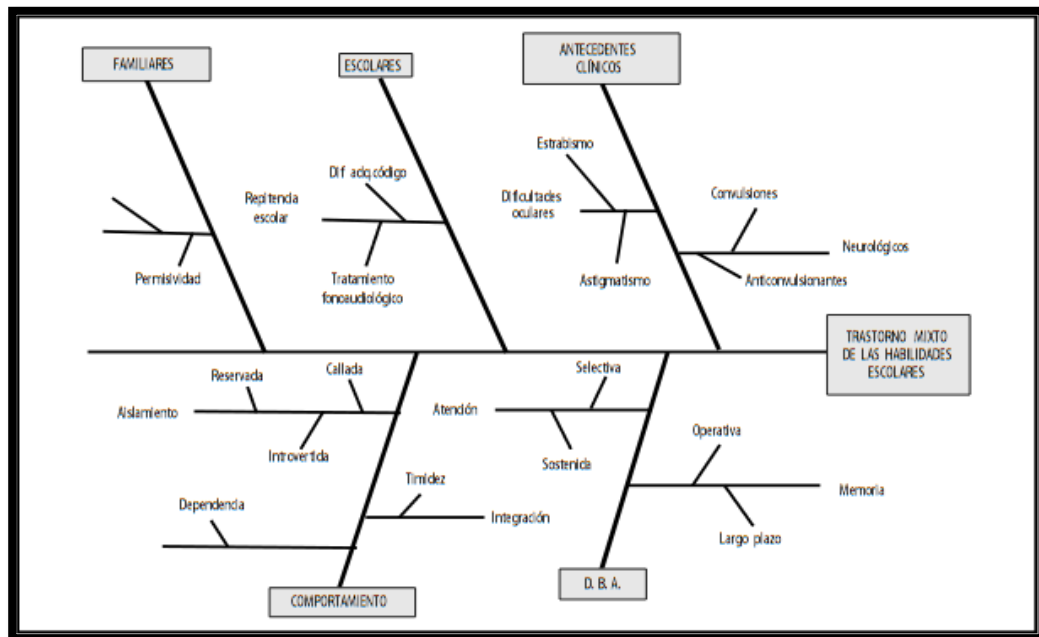 FAMILIARES
ESCOLARES
ANTECEDENTES
CLÍNICOS
Estrabismo
Dif adq.código
Repitencia
escolar
Dificultades
oculares
Convulsiones
Neurológicos
Permisividad
Tratamiento
fonoaudiológico
Astigmatismo
Anticonvulsionantes
TRASTORNO MIXTO
DE LAS HABILIDADES
ESCOLARES
Reservada
Callada
Selectiva
Aislamiento
Atención
Introvertida
Sostenida
Operativa
Timidez
Memoria
Dependencia
Integración
Largo plazo
COMPORTAMIENTO
D. B. A.